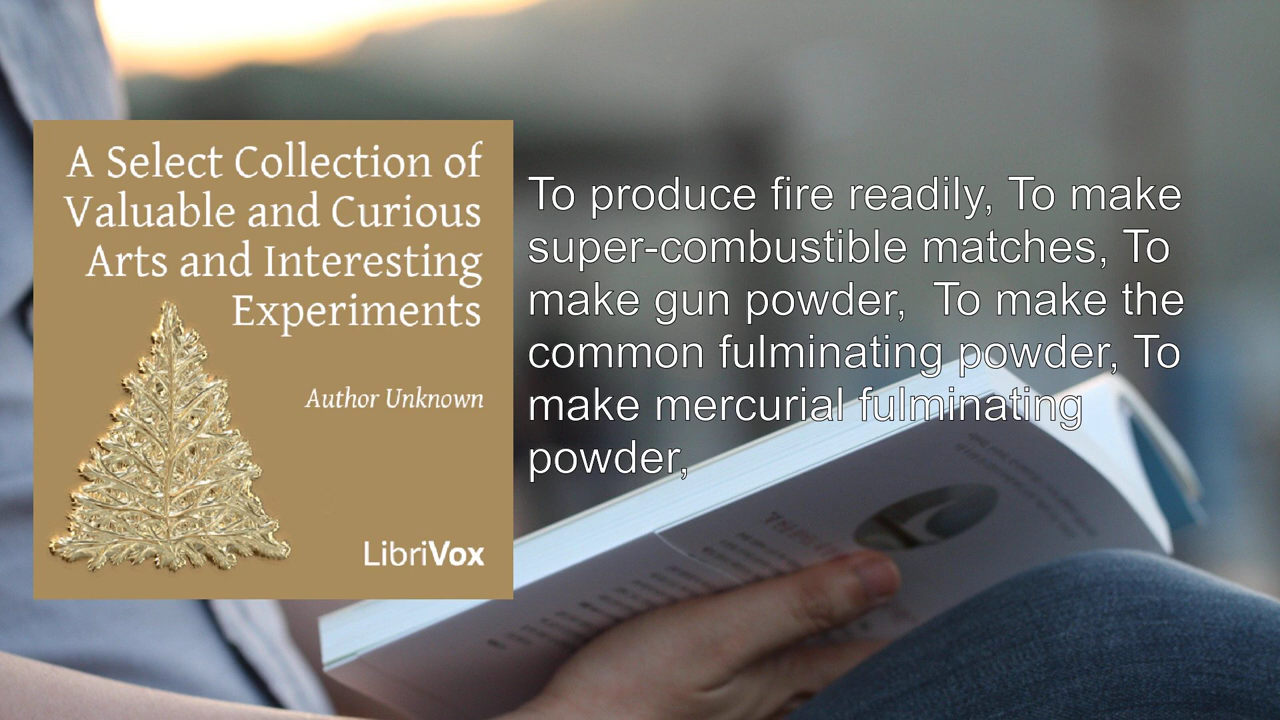 A Select Collection of
Valuable and Curious
Arts and Interesting
Experiments
Author Unknown
LibriVox
To produce fire readily, To make
super-combustible matches, To
make gun powder,  To make the
common fulminating powder, To
make mercurial fulminating
powder,